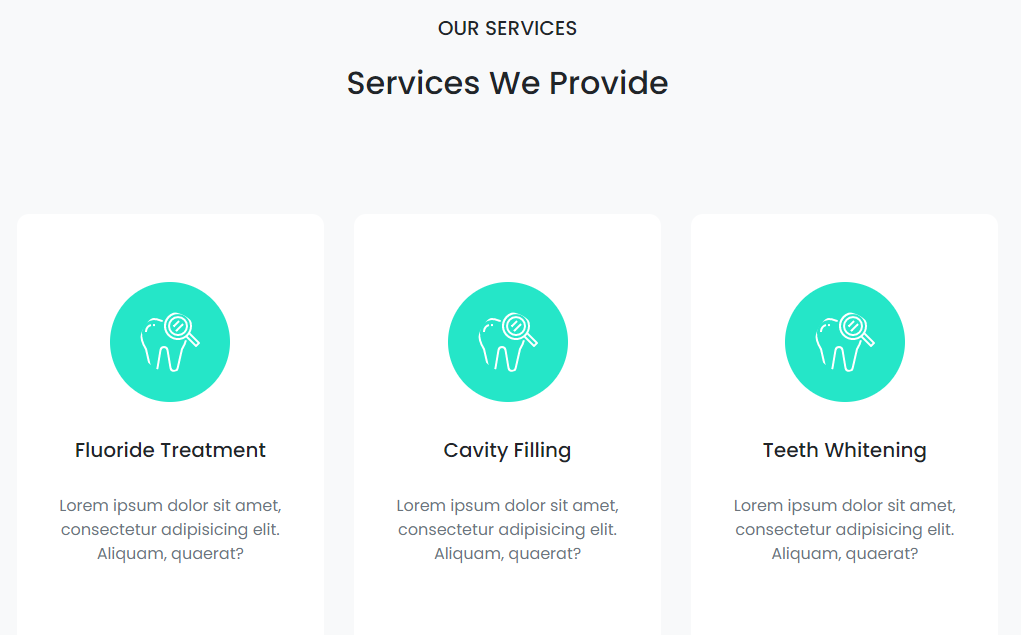 OUR SERVICES
Services We Provide
Fluoride Treatment
Lorem ipsum dolor sit amet,
consectetur adipisicing elit.
Aliquam, quaerat?
Cavity Filling
Lorem ipsum dolor sit amet,
consectetur adipisicing elit.
Aliquam, quaerat?
Teeth Whitening
Lorem ipsum dolor sit amet,
consectetur adipisicing elit.
Aliquam, quaerat?